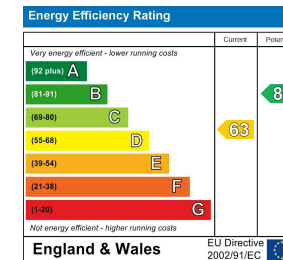 Energy Efficiency Rating
Current
Very energy efficient - lower running costs
(92 plus) A
(81-91) B
8
(69-80) C
63
(55-68) D
(39-54) E
(21-38) F
(1-20) G
Not energy efficient - higher running costs
England & Wales
EU Directive
2002/91/EC